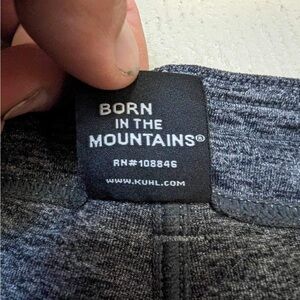 BORN
IN THE
MOUNTAINS®
RN#108846
WWW.KUHL.COM